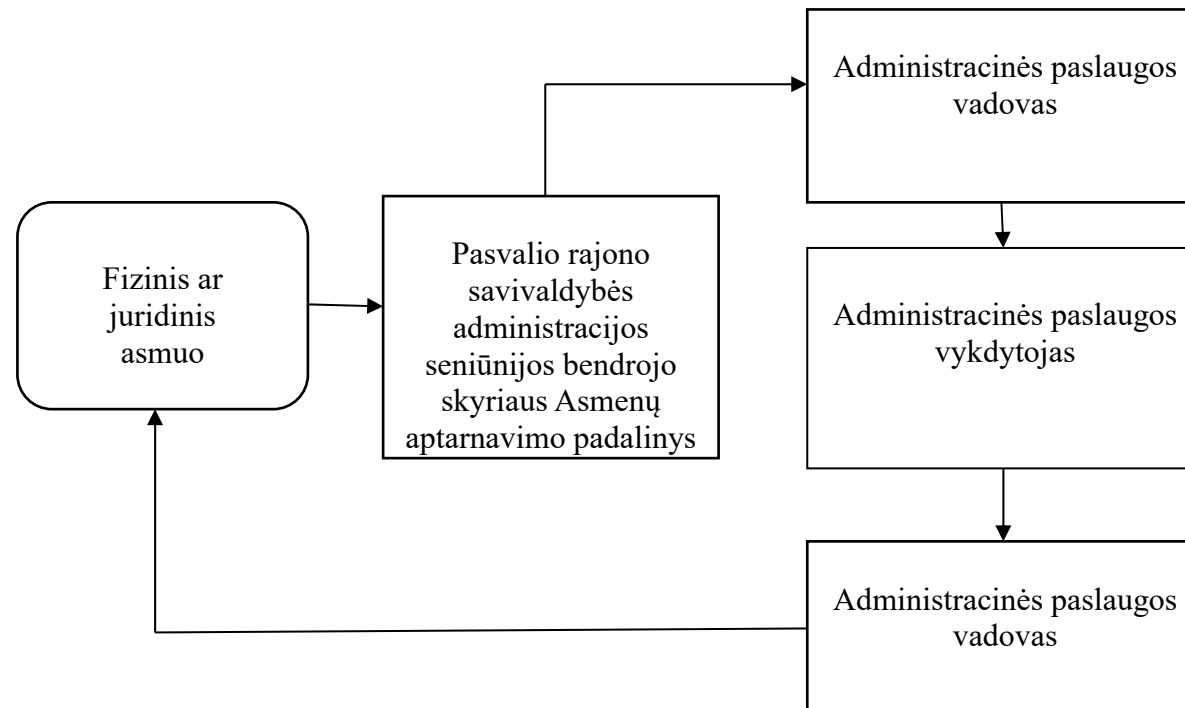 Fizinis ar
juridinis
asmuo
Pasvalio rajono
savivaldybės
administracijos
seniūnijos bendrojo
skyriaus Asmenų
aptarnavimo padalinys
Administracinės paslaugos
vadovas
Administracinės paslaugos
vykdytojas
Administracinės paslaugos
vadovas